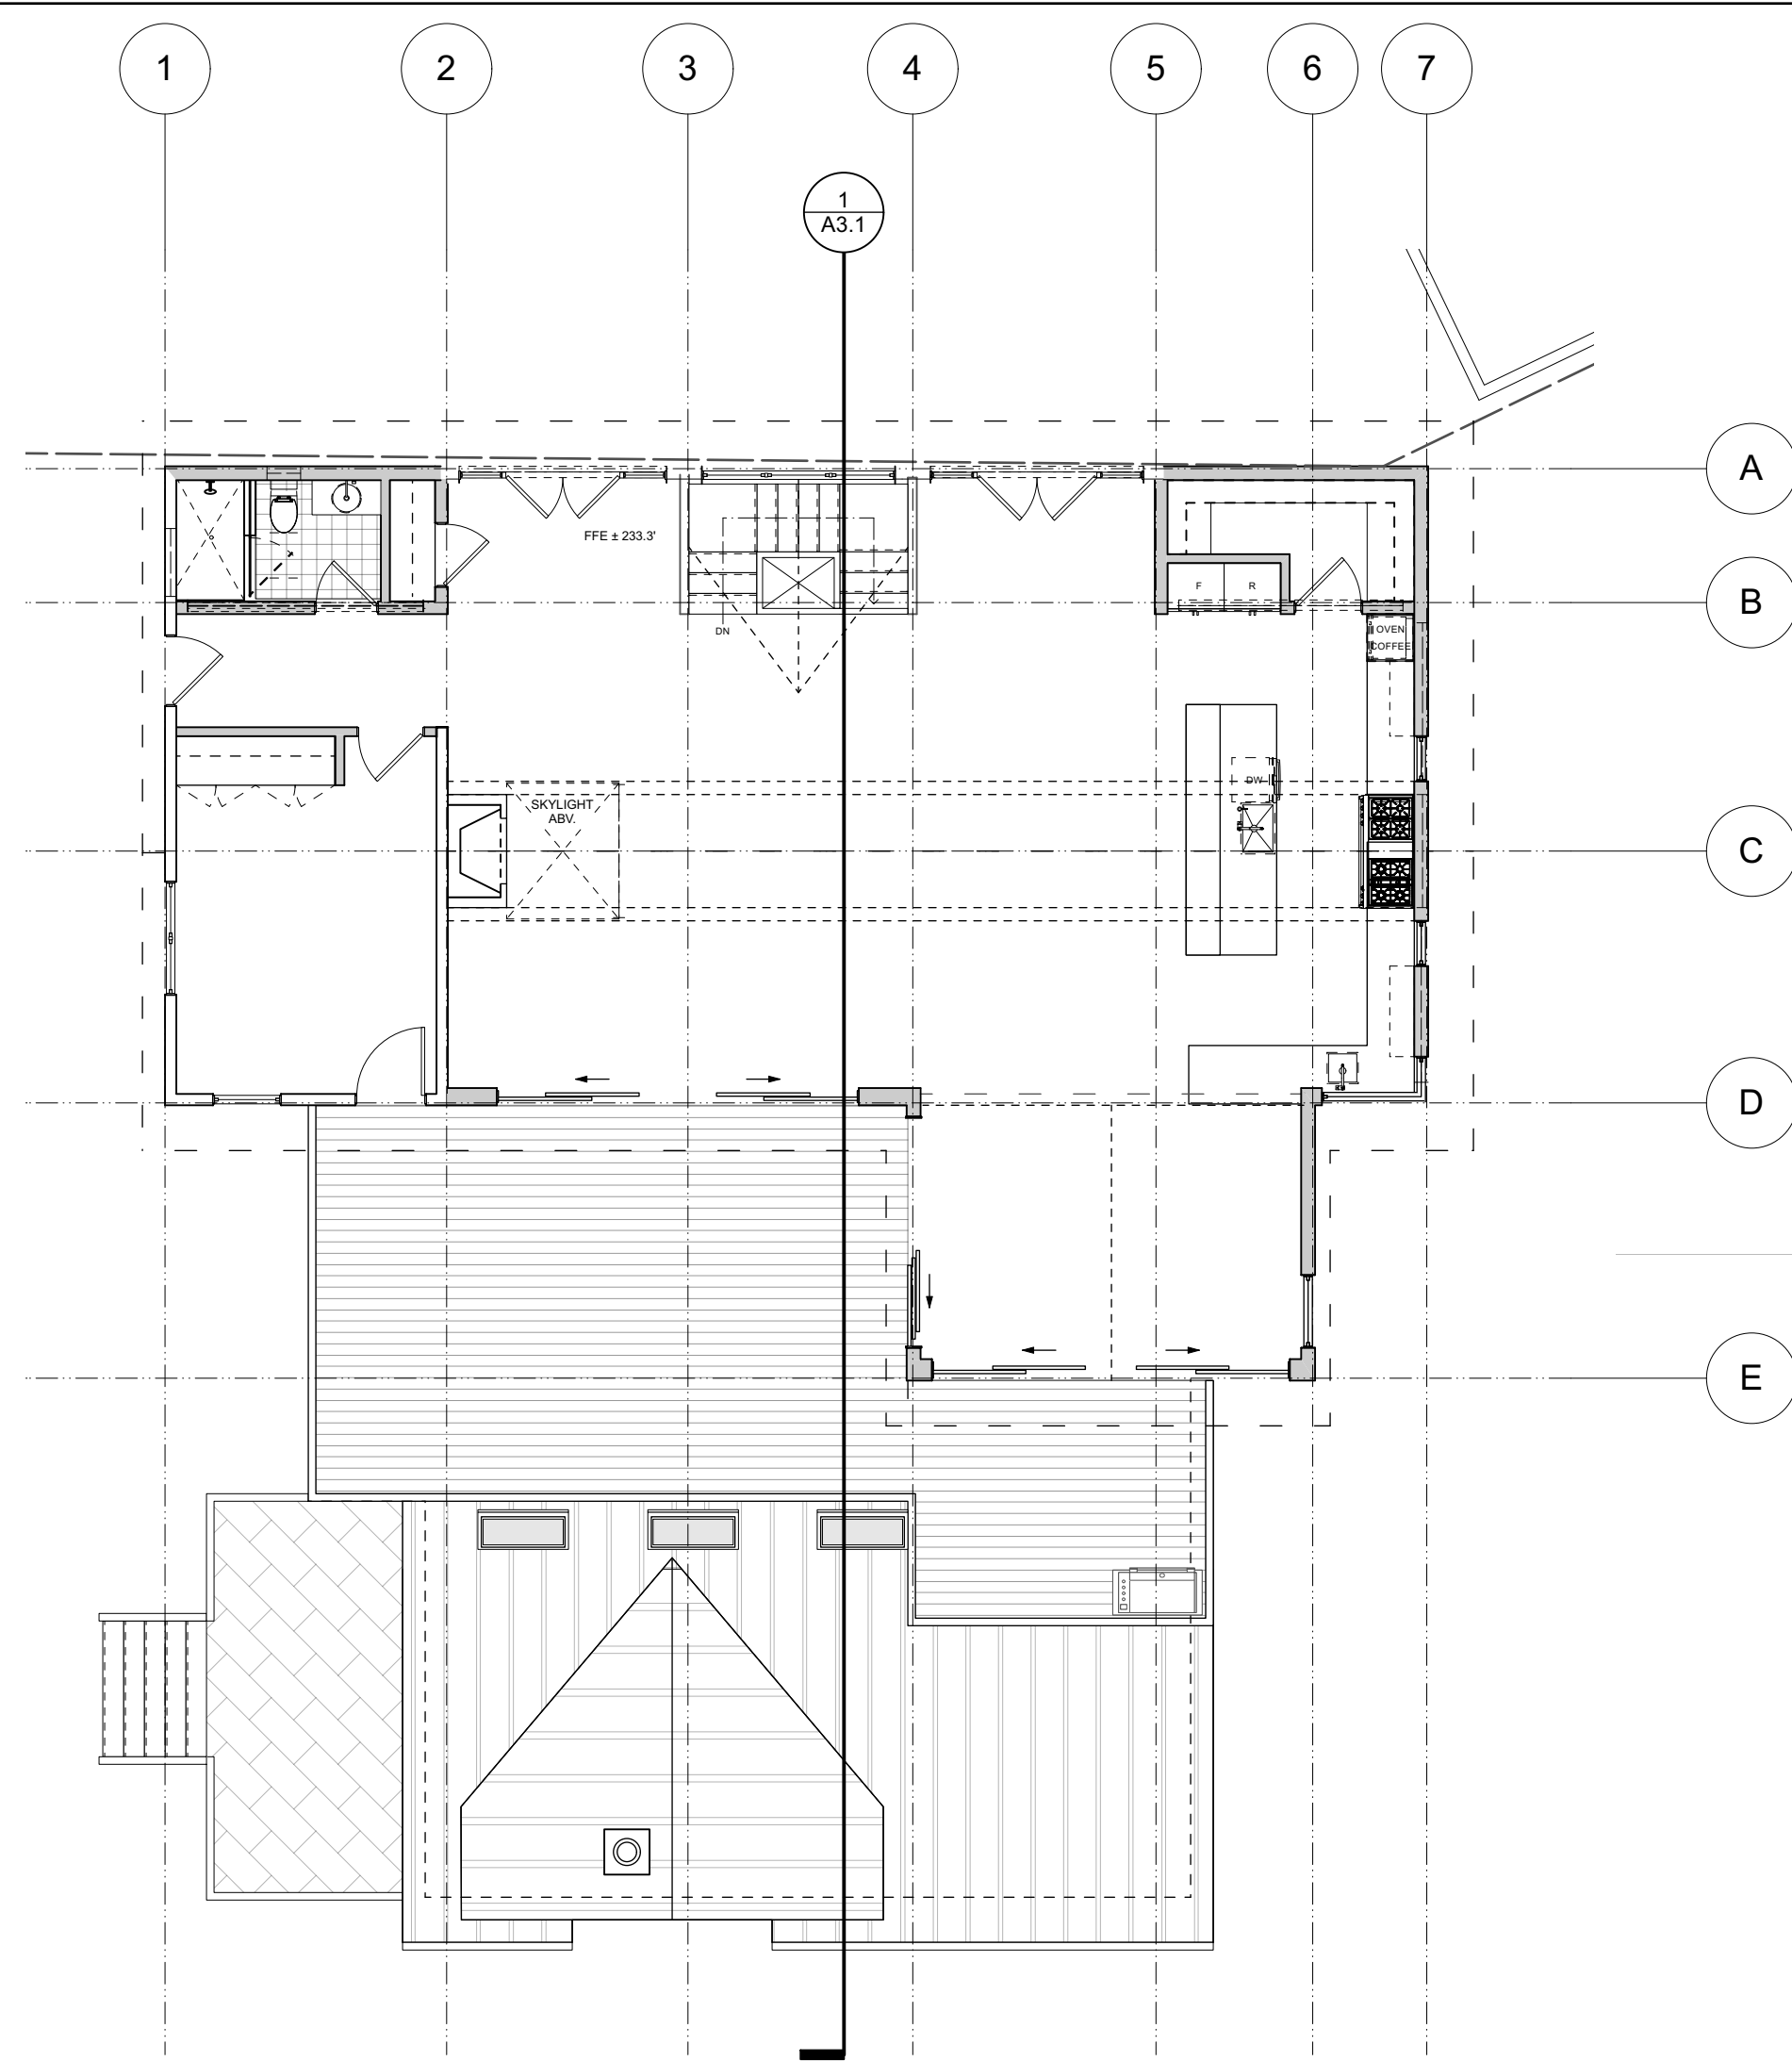 1 2 3 4 5 6 7
1
A3.1
A
FFE ± 233.3'
B
F R
DN
OVEN
COFFEE
DW
SKYLIGHT
ABV.
C
D
E